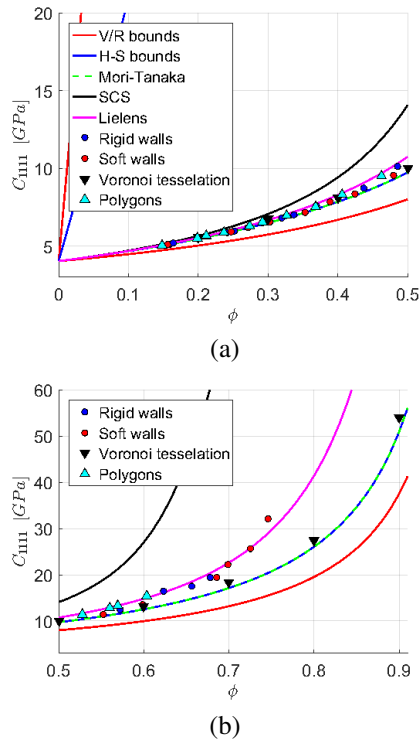 (a)
20
15
10
5
C1111 [GPa]
V/R bounds
H-S bounds
Mori-Tanaka
SCS
Lielens
Rigid walls
Soft walls
Voronoi tesselation
Polygons
0 0.1 0.2 0.3 0.4 0.5
ϕ
(a)
60
50
40
30
20
10
C1111 [GPa]
Rigid walls
Soft walls
Voronoi tesselation
Polygons
0.5 0.6 0.7 0.8 0.9
ϕ
(b)